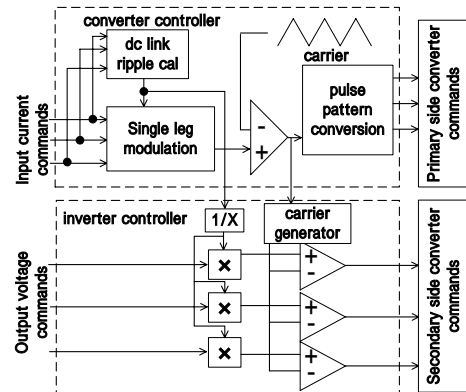 converter controller
dc link
ripple cal
carrier
Single leg
modulation
-
+
pulse
pattern
conversion
Input current
commands
Primary side converter
commands
inverter controller
1/X
carrier
generator
Output voltage
commands
×
+
-
×
+
-
×
+
-
Secondary side converter
commands